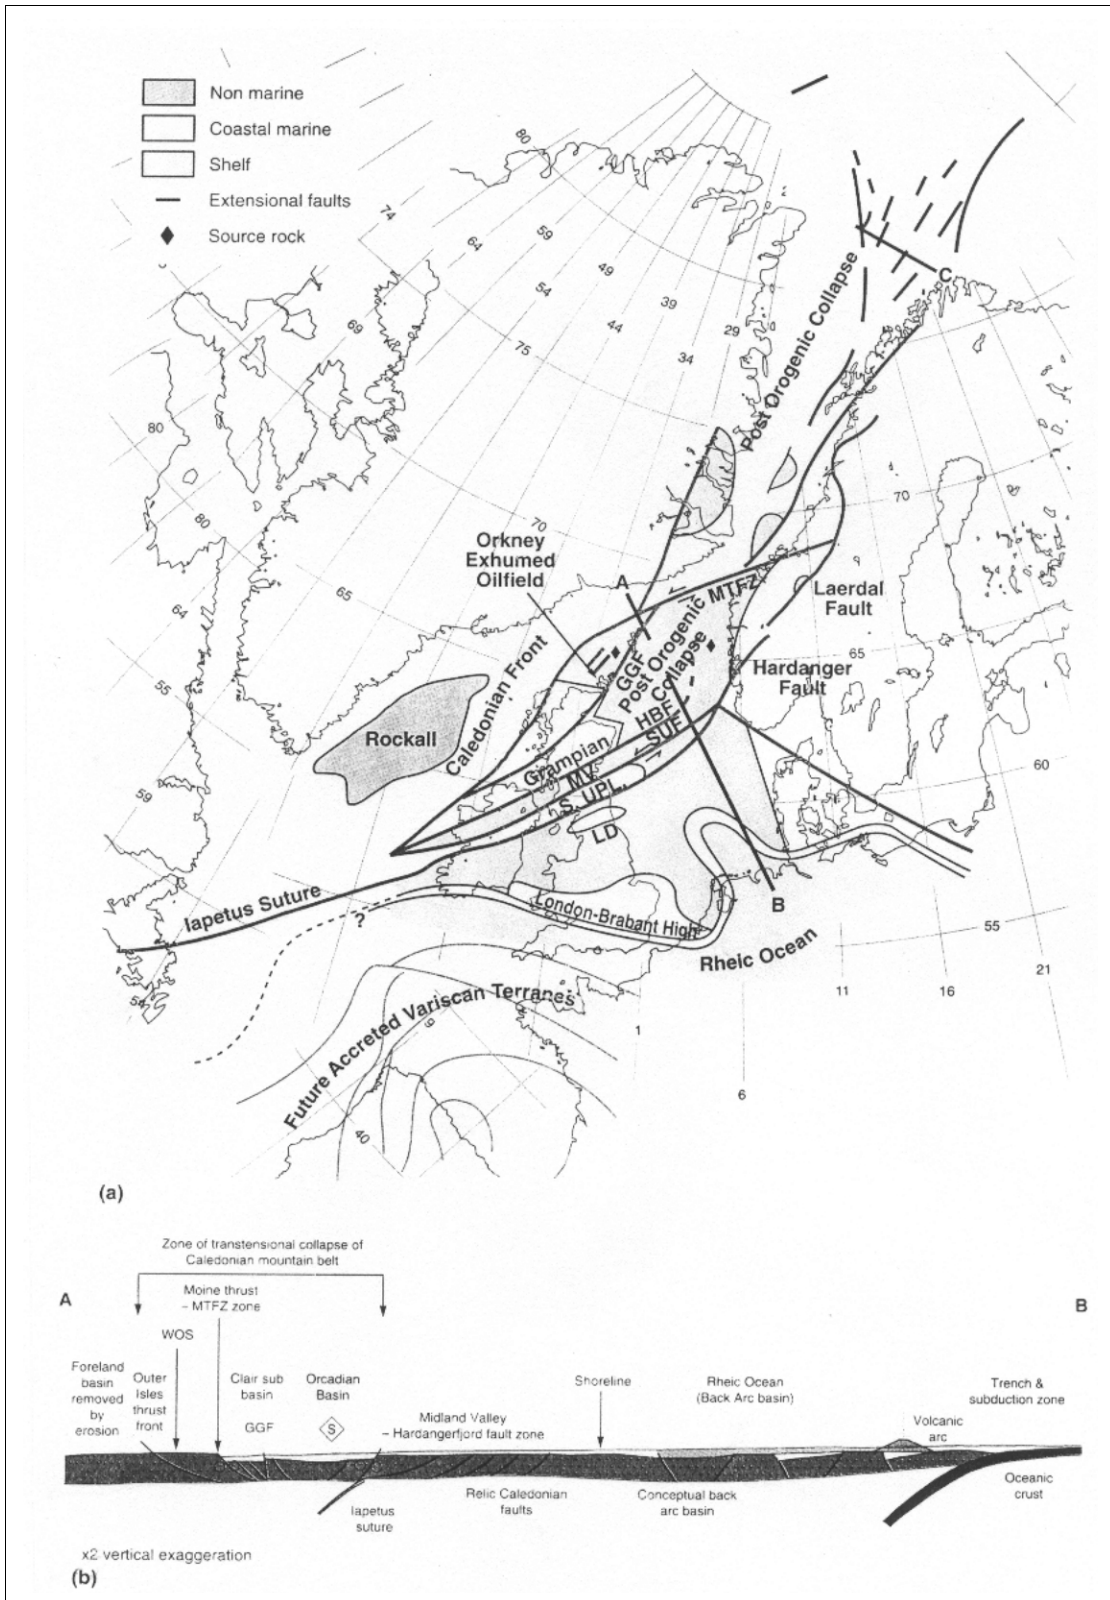 Non marine
Coastal marine
Shelf
Extensional faults
Source rock
80
74
64
59
49
54
39
44
29
34
69
75
C
Post Orogenic Collapse
80
80
70
70
Orkney
Exhumed
Oilfield
A
MTFZ
Laerdal
Fault
65
64
GGF
Post Orogenic
Collapse
65
Hardanger
Fault
55
Rockall
Caledonian Front
HBF
SUF
Grampian
MV
S. UPL.
LD
60
59
Iapetus Suture
?
London-Brabant High
B
Rheic Ocean
55
54
21
16
11
Future Accreted Variscan Terranes
9
1
6
40
(a)
Zone of transtensional collapse of
Caledonian mountain belt
A
Moine thrust
– MTFZ zone
B
WOS
Foreland
basin
removed
by
erosion
Outer
Isles
thrust
front
Clair sub
basin
GGF
Orcadian
Basin
S
Midland Valley
– Hardangerfjord fault zone
Shoreline
Rheic Ocean
(Back Arc basin)
Volcanic
arc
Trench &
subduction zone
Iapetus
suture
Relic Caledonian
faults
Conceptual back
arc basin
Oceanic
crust
x2 vertical exaggeration
(b)